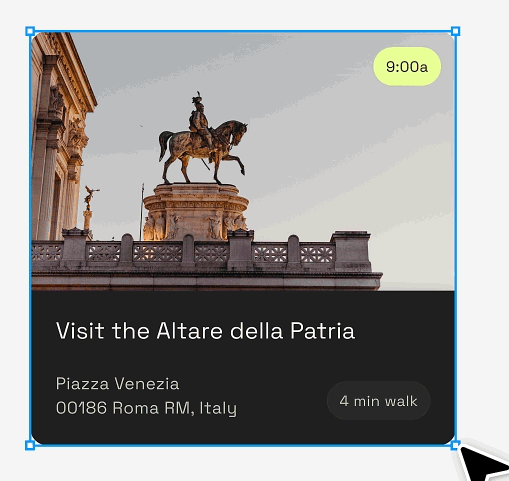 9:00a
Visit the Altare della Patria
Piazza Venezia
00186 Roma RM, Italy
4 min walk